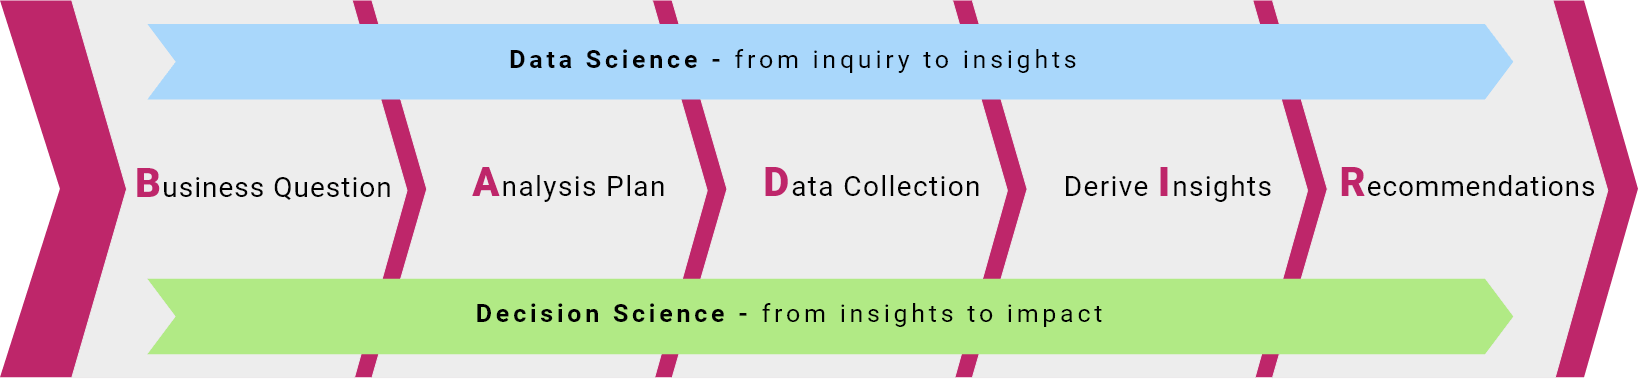 Data Science - from inquiry to insights
Business Question
Analysis Plan
Data Collection
Derive Insights
Recommendations
Decision Science - from insights to impact